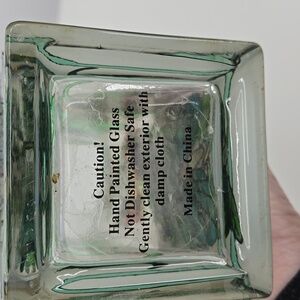 Caution!
Hand Painted Glass
Not Dishwasher Safe
Gently clean exterior with
damp cloth
Made in China